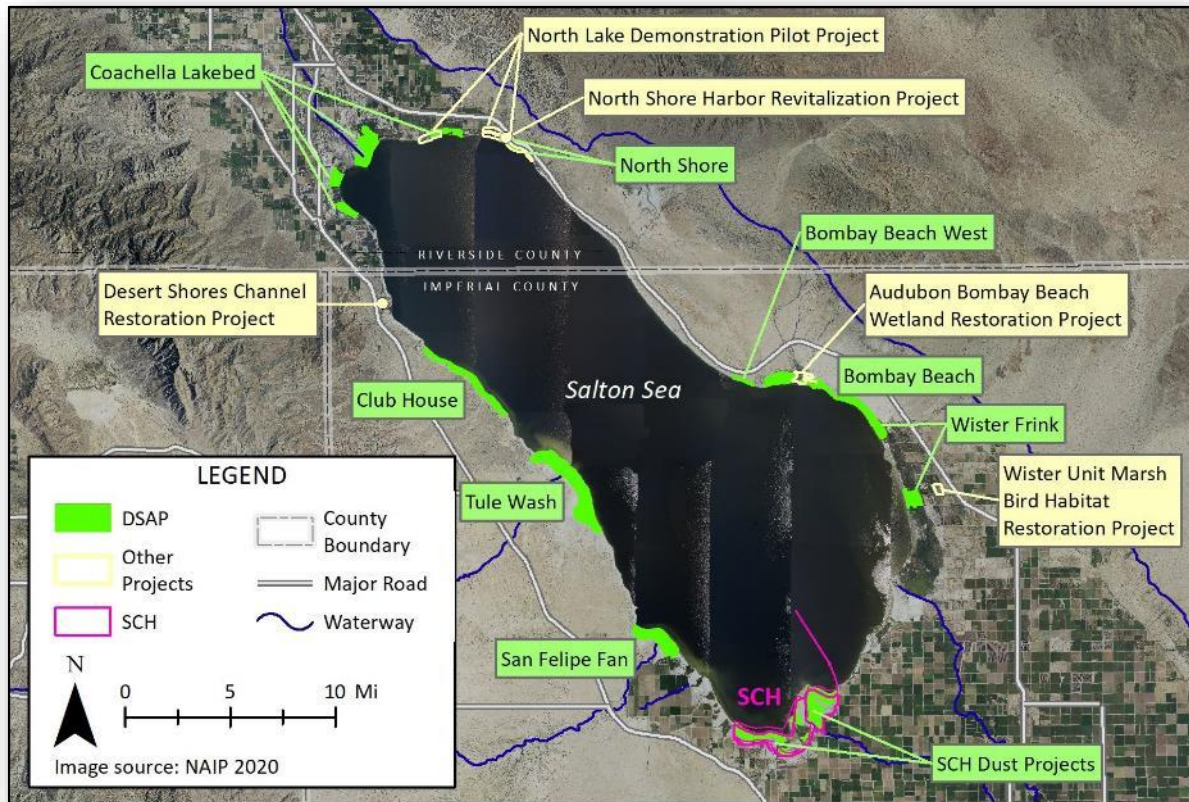 North Lake Demonstration Pilot Project
Coachella Lakebed
North Shore Harbor Revitalization Project
North Shore
Bombay Beach West
RIVERSIDE COUNTY
IMPERIAL COUNTY
Desert Shores Channel
Restoration Project
Audubon Bombay Beach
Wetland Restoration Project
Salton Sea
Bombay Beach
Club House
Wister Frink
Wister Unit Marsh
Bird Habitat
Restoration Project
Tule Wash
San Felipe Fan
SCH
SCH Dust Projects
LEGEND
DSAP
Other
Projects
SCH
County
Boundary
Major Road
Waterway
N
0 5 10 Mi
Image source: NAIP 2020